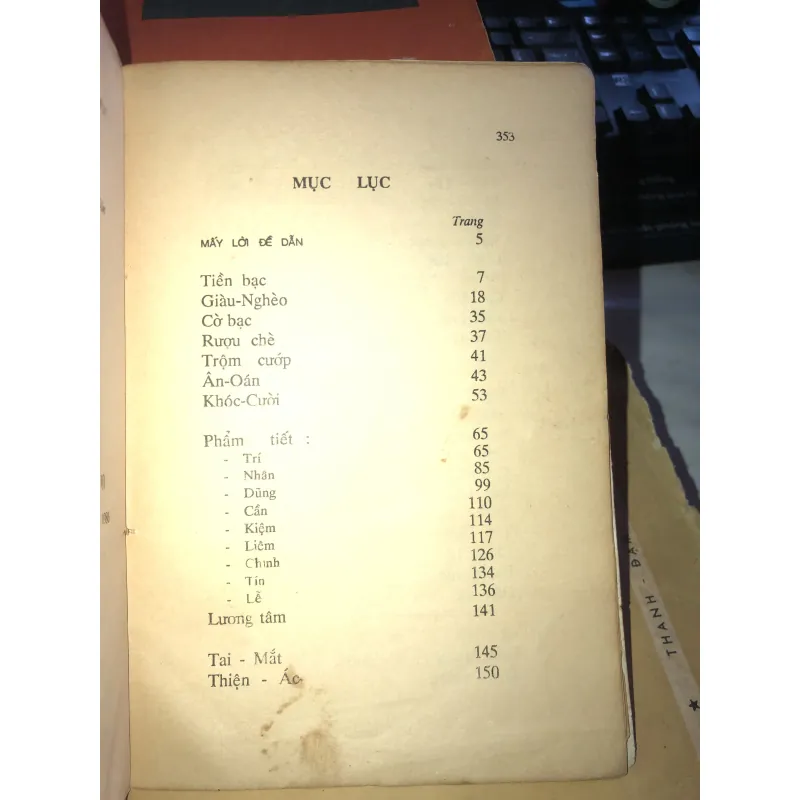 353
MỤC LỤC
Trang
MẤY LỜI ĐỂ DẪN 5
Tiền bạc 7
Giàu-Nghèo 18
Cờ bạc 35
Rượu chè 37
Trộm cướp 41
Ân-Oán 43
Khóc-Cười 53
Phẩm tiết : 65
- Trí 65
- Nhân 85
- Dũng 99
- Cần 110
- Kiệm 114
- Liêm 117
- Chính 126
- Tín 134
- Lễ 136
Lương tâm 141
Tai - Mắt 145
Thiện - Ác 150
THANH - ĐẠM